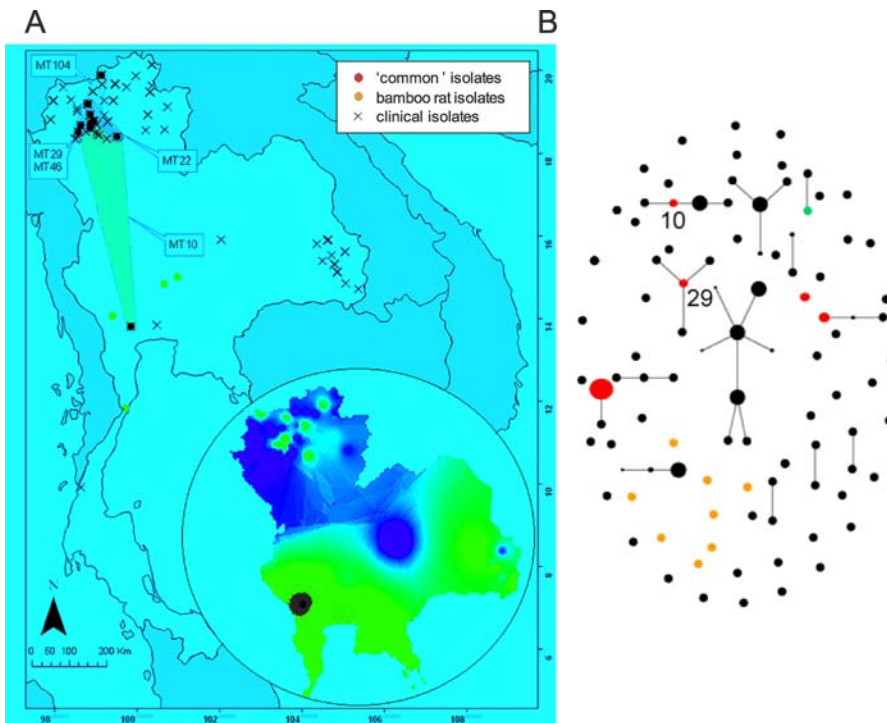 A
B
MT104
'common' isolates
bamboo rat isolates
clinical isolates
MT29
MT46
MT22
MT10
10
29
N
0 50 100 200 Km
98 100 102 104 106 108
20
18
16
14
12
10
8
6